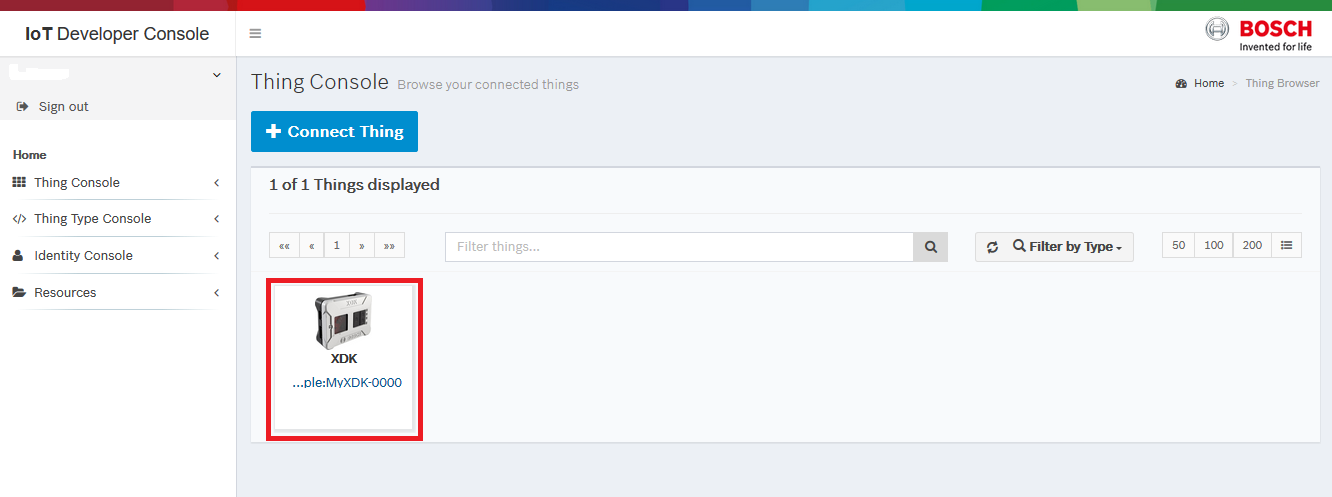 IoT Developer Console
BOSCH
Invented for life
Sign out
Home
Thing Console
Thing Type Console
Identity Console
Resources
Thing Console Browse your connected things
Home > Thing Browser
Connect Thing
1 of 1 Things displayed
«« « 1 » »»
Filter things...
Filter by Type
50 100 200
XDK
...ple:MyXDK-0000